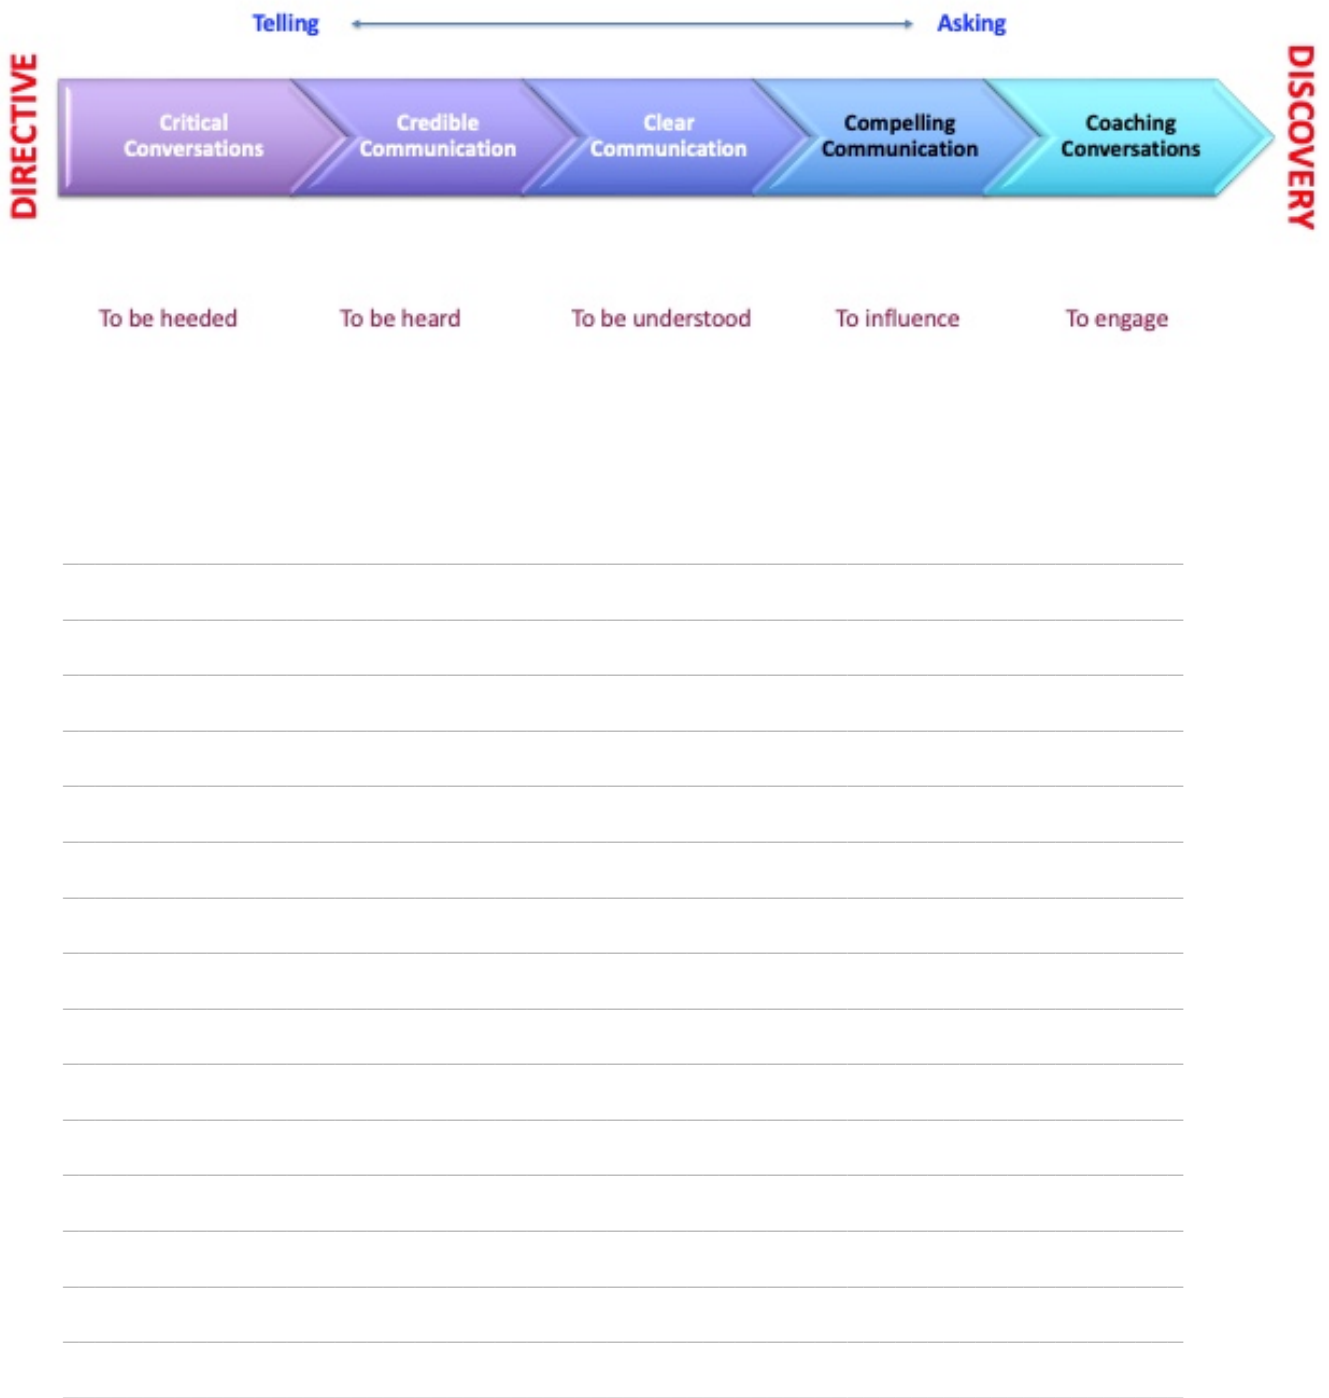 Telling Asking
DIRECTIVE
Critical
Conversations
Credible
Communication
Clear
Communication
Compelling
Communication
Coaching
Conversations
DISCOVERY
To be heeded To be heard To be understood To influence To engage